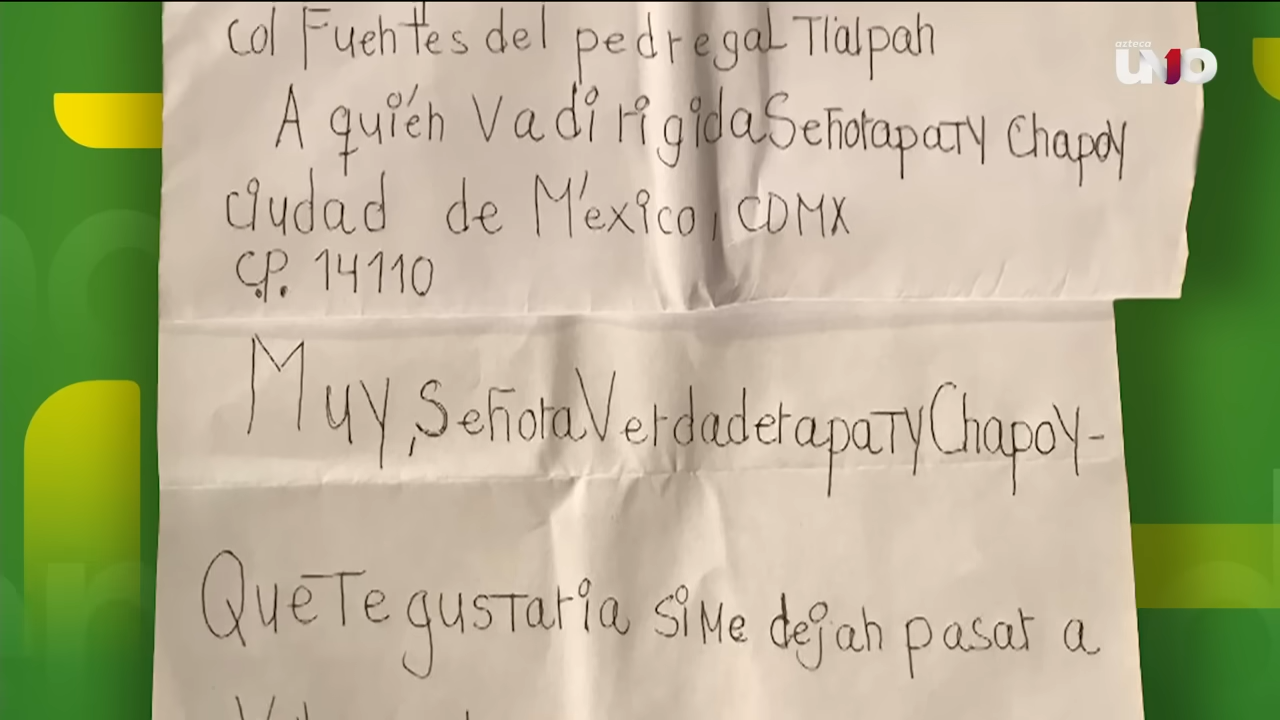 col Fuentes del pedregal Tlalpan
azteca
UNO
A quién Va dirigida Señora paTy Chapoy
ciudad de México, CDMX
C.P. 14110
Muy, Señora Verdadera paTy Chapoy-
Que Te gusTaria si Me dejan pasar a